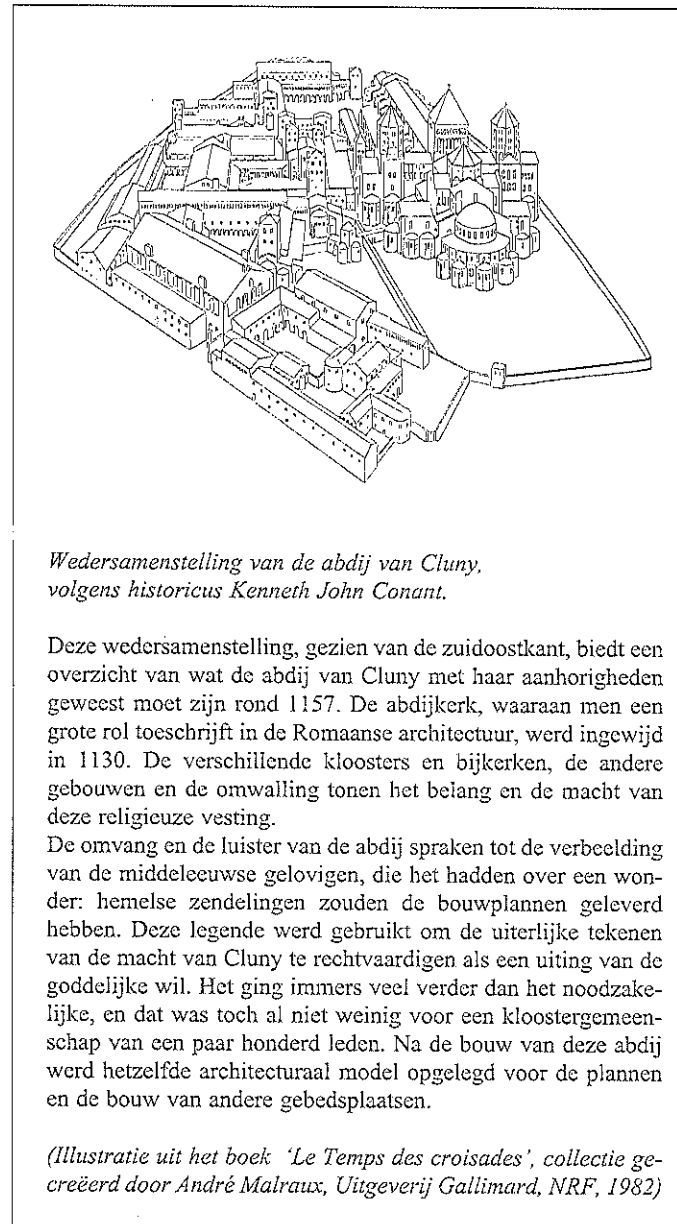 Wedersamenstelling van de abdij van Cluny,
volgens historicus Kenneth John Conant.
Deze wedersamenstelling, gezien van de zuidoostkant, biedt een
overzicht van wat de abdij van Cluny met haar aanhorigheden
geweest moet zijn rond 1157. De abdijkerk, waaraan men een
grote rol toeschrijft in de Romaanse architectuur, werd ingewijd
in 1130. De verschillende kloosters en bijkerken, de andere
gebouwen en de omwalling tonen het belang en de macht van
deze religieuze vesting.
De omvang en de luister van de abdij spraken tot de verbeelding
van de middeleeuwse gelovigen, die het hadden over een won-
der: hemelse zendelingen zouden de bouwplannen geleverd
hebben. Deze legende werd gebruikt om de uiterlijke tekenen
van de macht van Cluny te rechtvaardigen als een uiting van de
goddelijke wil. Het ging immers veel verder dan het noodzake-
lijke, en dat was toch al niet weinig voor een kloostergemeen-
schap van een paar honderd leden. Na de bouw van deze abdij
werd hetzelfde architecturaal model opgelegd voor de plannen
en de bouw van andere gebedsplaatsen.
(Illustratie uit het boek 'Le Temps des croisades', collectie ge-
creëerd door André Malraux, Uitgeverij Gallimard, NRF, 1982)